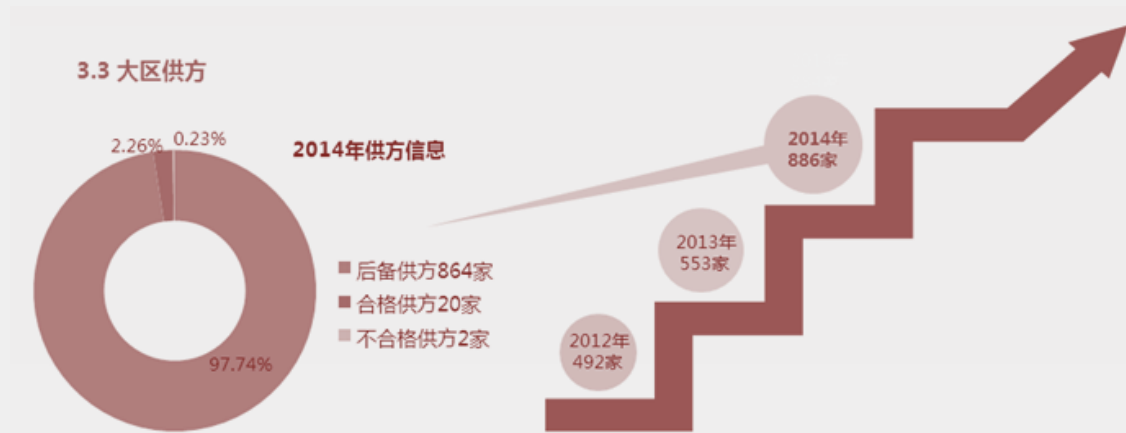 3.3 大区供方
2.26%
0.23%
2014年供方信息
后备供方864家
合格供方20家
不合格供方2家
97.74%
2014年
886家
2013年
553家
2012年
492家